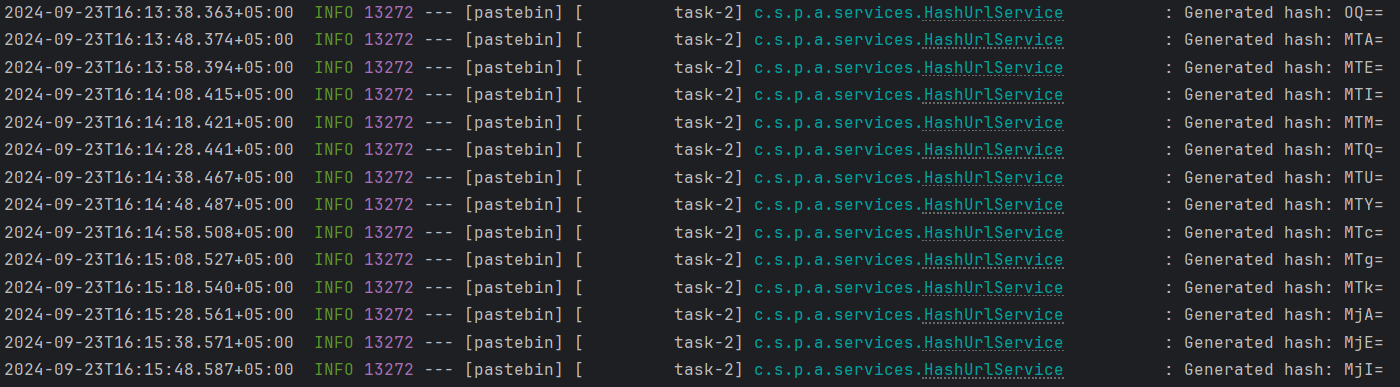 2024-09-23T16:13:38.363+05:00  INFO 13272 --- [pastebin] [         task-2] c.s.p.a.services.HashUrlService          : Generated hash: OQ==
2024-09-23T16:13:48.374+05:00  INFO 13272 --- [pastebin] [         task-2] c.s.p.a.services.HashUrlService          : Generated hash: MTA=
2024-09-23T16:13:58.394+05:00  INFO 13272 --- [pastebin] [         task-2] c.s.p.a.services.HashUrlService          : Generated hash: MTE=
2024-09-23T16:14:08.415+05:00  INFO 13272 --- [pastebin] [         task-2] c.s.p.a.services.HashUrlService          : Generated hash: MTI=
2024-09-23T16:14:18.421+05:00  INFO 13272 --- [pastebin] [         task-2] c.s.p.a.services.HashUrlService          : Generated hash: MTM=
2024-09-23T16:14:28.441+05:00  INFO 13272 --- [pastebin] [         task-2] c.s.p.a.services.HashUrlService          : Generated hash: MTQ=
2024-09-23T16:14:38.467+05:00  INFO 13272 --- [pastebin] [         task-2] c.s.p.a.services.HashUrlService          : Generated hash: MTU=
2024-09-23T16:14:48.487+05:00  INFO 13272 --- [pastebin] [         task-2] c.s.p.a.services.HashUrlService          : Generated hash: MTY=
2024-09-23T16:14:58.508+05:00  INFO 13272 --- [pastebin] [         task-2] c.s.p.a.services.HashUrlService          : Generated hash: MTc=
2024-09-23T16:15:08.527+05:00  INFO 13272 --- [pastebin] [         task-2] c.s.p.a.services.HashUrlService          : Generated hash: MTg=
2024-09-23T16:15:18.540+05:00  INFO 13272 --- [pastebin] [         task-2] c.s.p.a.services.HashUrlService          : Generated hash: MTk=
2024-09-23T16:15:28.561+05:00  INFO 13272 --- [pastebin] [         task-2] c.s.p.a.services.HashUrlService          : Generated hash: MjA=
2024-09-23T16:15:38.571+05:00  INFO 13272 --- [pastebin] [         task-2] c.s.p.a.services.HashUrlService          : Generated hash: MjE=
2024-09-23T16:15:48.587+05:00  INFO 13272 --- [pastebin] [         task-2] c.s.p.a.services.HashUrlService          : Generated hash: MjI=